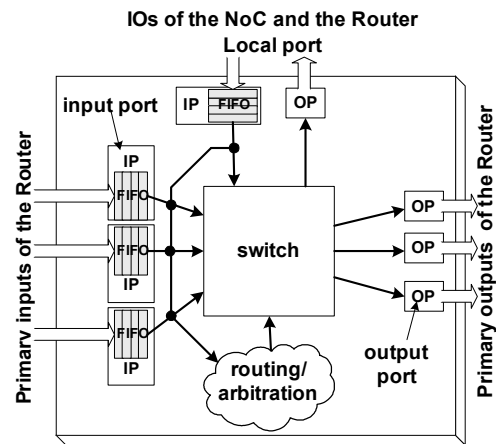 IOs of the NoC and the Router
Local port
input port
IP
FIFO
OP
IP
FIFO
FIFO
IP
FIFO
IP
Primary inputs of the Router
switch
OP
OP
OP
Primary outputs of the Router
routing/
arbitration
output
port